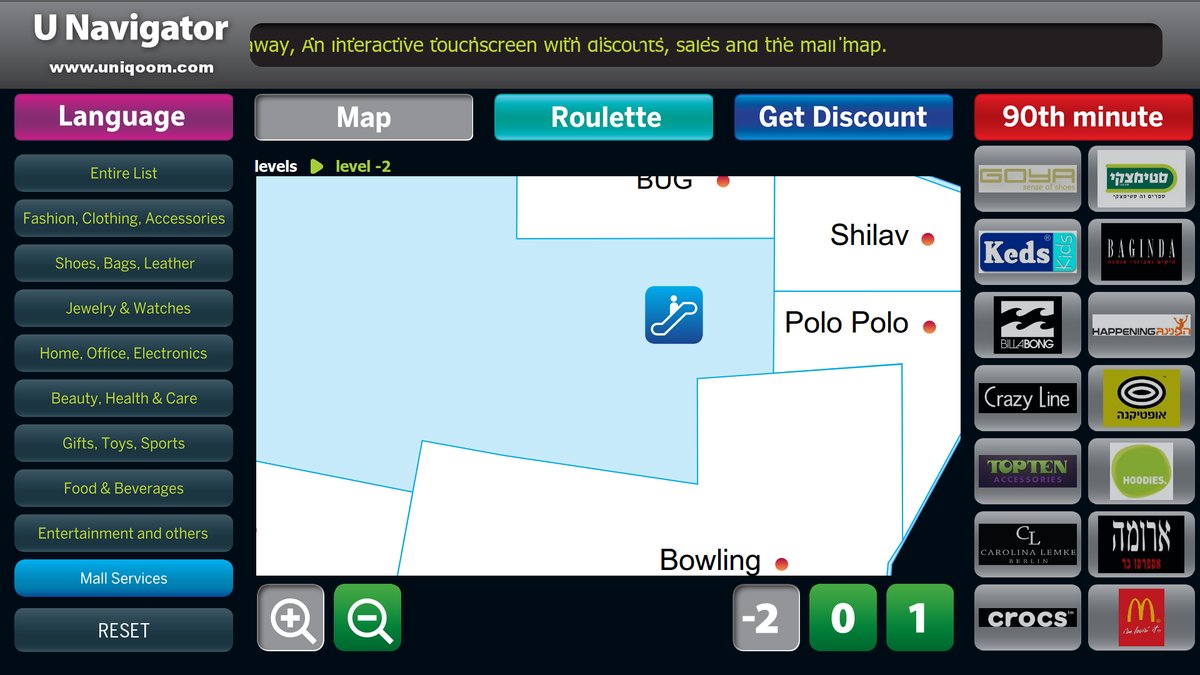 U Navigator
www.uniqoom.com
away, An interactive touchscreen with discounts, sales and the mall map.
Language
Map
Roulette
Get Discount
90th minute
levels
level -2
Entire List
Fashion, Clothing, Accessories
Shoes, Bags, Leather
Jewelry & Watches
Home, Office, Electronics
Beauty, Health & Care
Gifts, Toys, Sports
Food & Beverages
Entertainment and others
Mall Services
RESET
BUG
Shilav
Polo Polo
Bowling
-2
0
1
GOYA
sense of shoes
סטימצקי
ספרים זה סטימצקי
Keds® Kids
BAGINDA
BILLABONG
HAPPENING הפנינג
Crazy Line
אופטיקנה
TOPTEN
ACCESSORIES
HOODIES.
CL
CAROLINA LEMKE
BERLIN
ארומה
אספרסו בר
crocs™